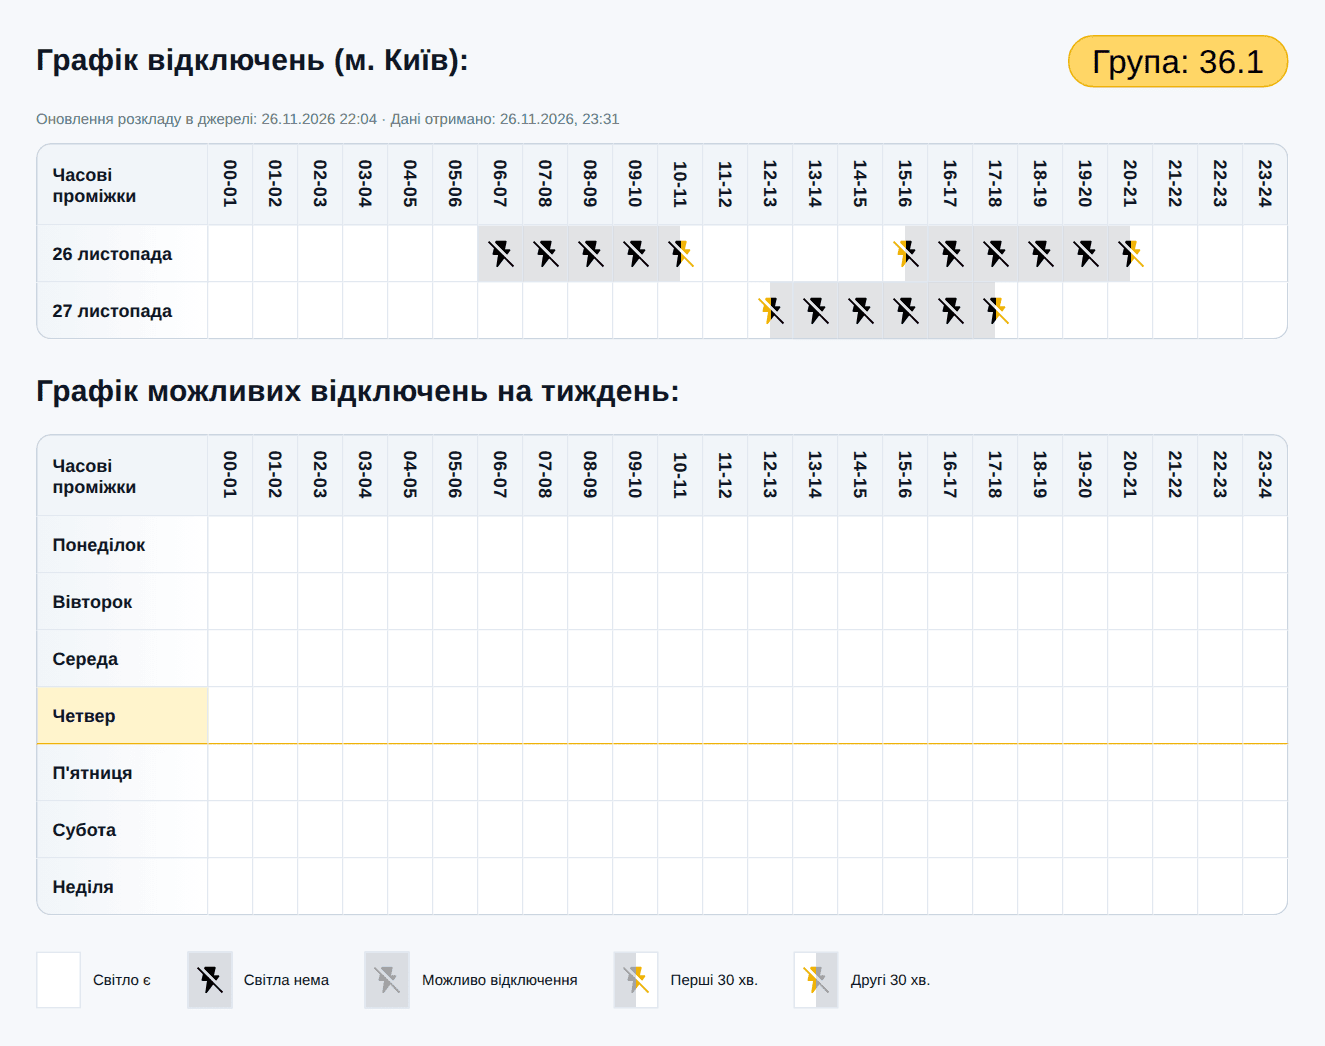 Графік відключень (м. Київ):
Група: 36.1
Оновлення розкладу в джерелі: 26.11.2026 22:04 · Дані отримано: 26.11.2026, 23:31
Часові
проміжки
00-01 01-02 02-03 03-04 04-05 05-06 06-07 07-08 08-09 09-10 10-11 11-12 12-13 13-14 14-15 15-16 16-17 17-18 18-19 19-20 20-21 21-22 22-23 23-24
26 листопада
27 листопада
Графік можливих відключень на тиждень:
Часові
проміжки
00-01 01-02 02-03 03-04 04-05 05-06 06-07 07-08 08-09 09-10 10-11 11-12 12-13 13-14 14-15 15-16 16-17 17-18 18-19 19-20 20-21 21-22 22-23 23-24
Понеділок
Вівторок
Середа
Четвер
П'ятниця
Субота
Неділя
Світло є Світла нема Можливо відключення Перші 30 хв. Другі 30 хв.